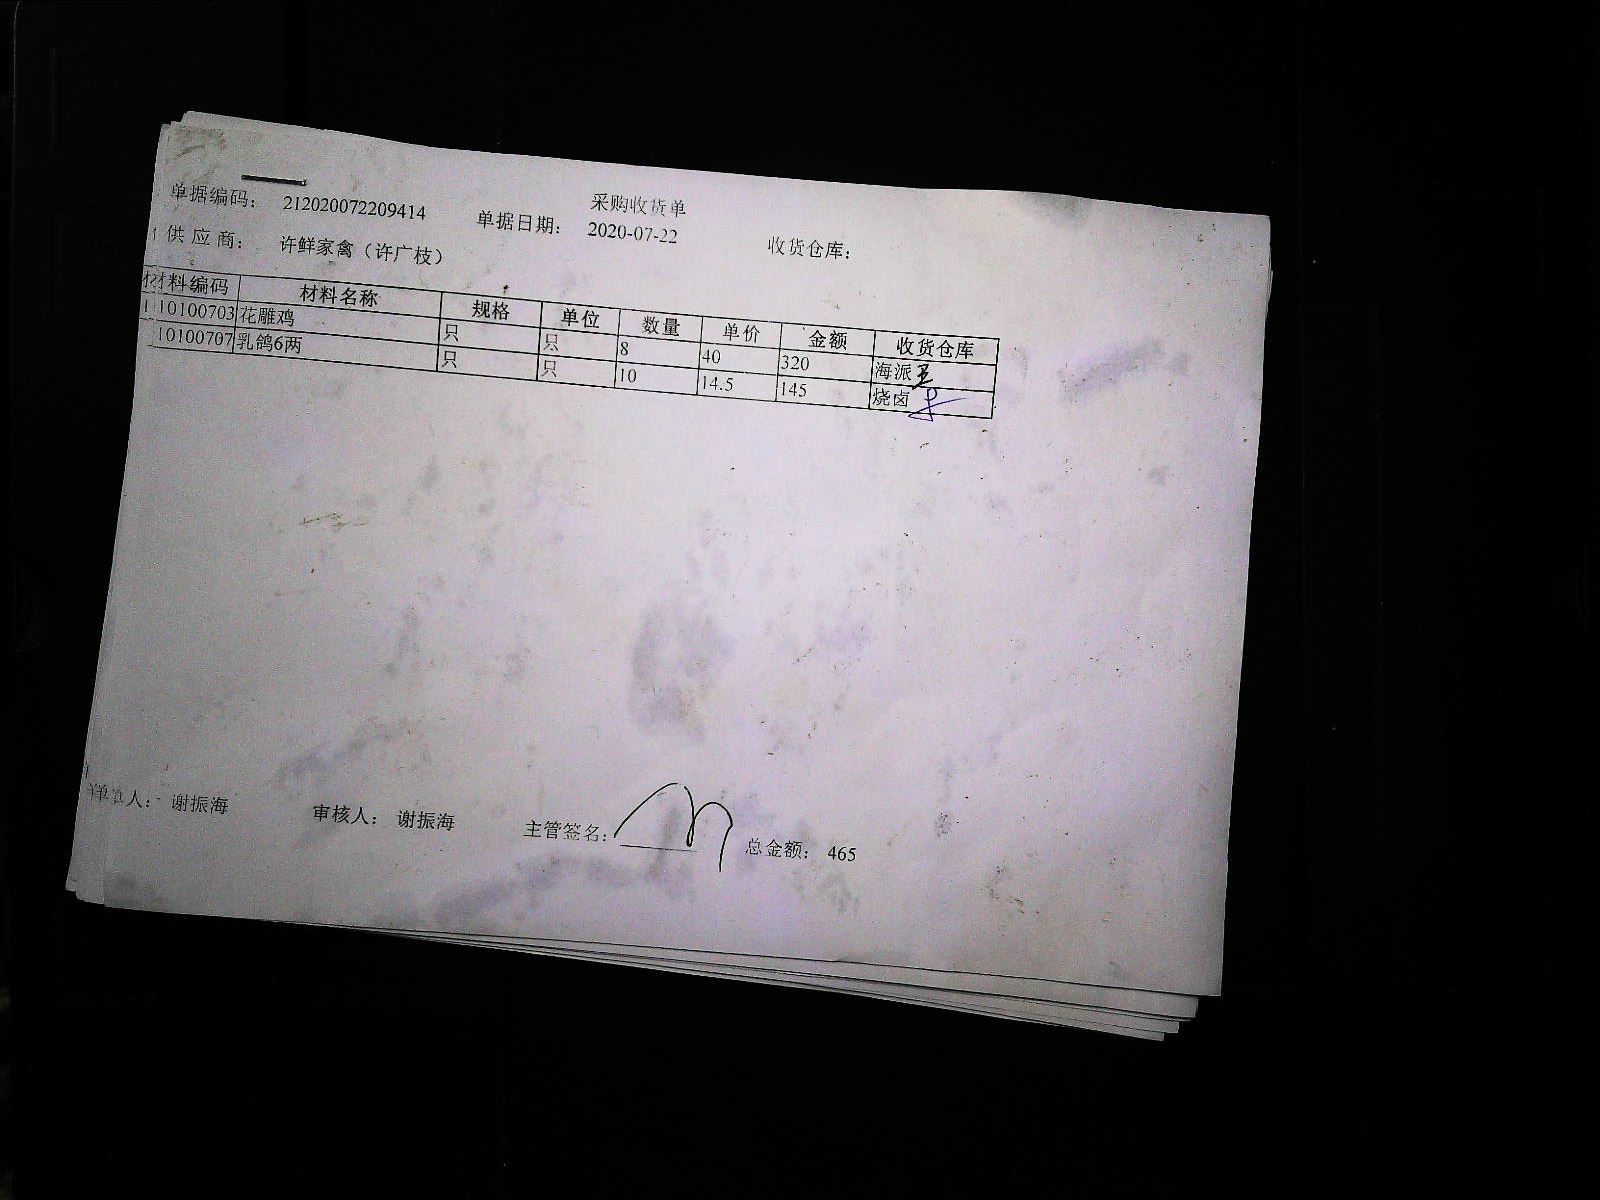 采购收货单
单据编码： 212020072209414 单据日期： 2020-07-22 收货仓库：
供应商： 许鲜家禽（许广枝）
材料编码 材料名称 规格 单位 数量 单价 金额 收货仓库
10100703 花雕鸡 只 只 8 40 320 海派
10100707 乳鸽6两 只 只 10 14.5 145 烧卤
单人： 谢振海 审核人： 谢振海 主管签名： 总金额： 465